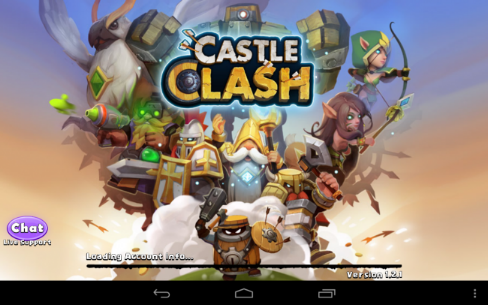 CASTLE
CLASH
Chat
Live Support
Loading Account info...
Version 1.2.1